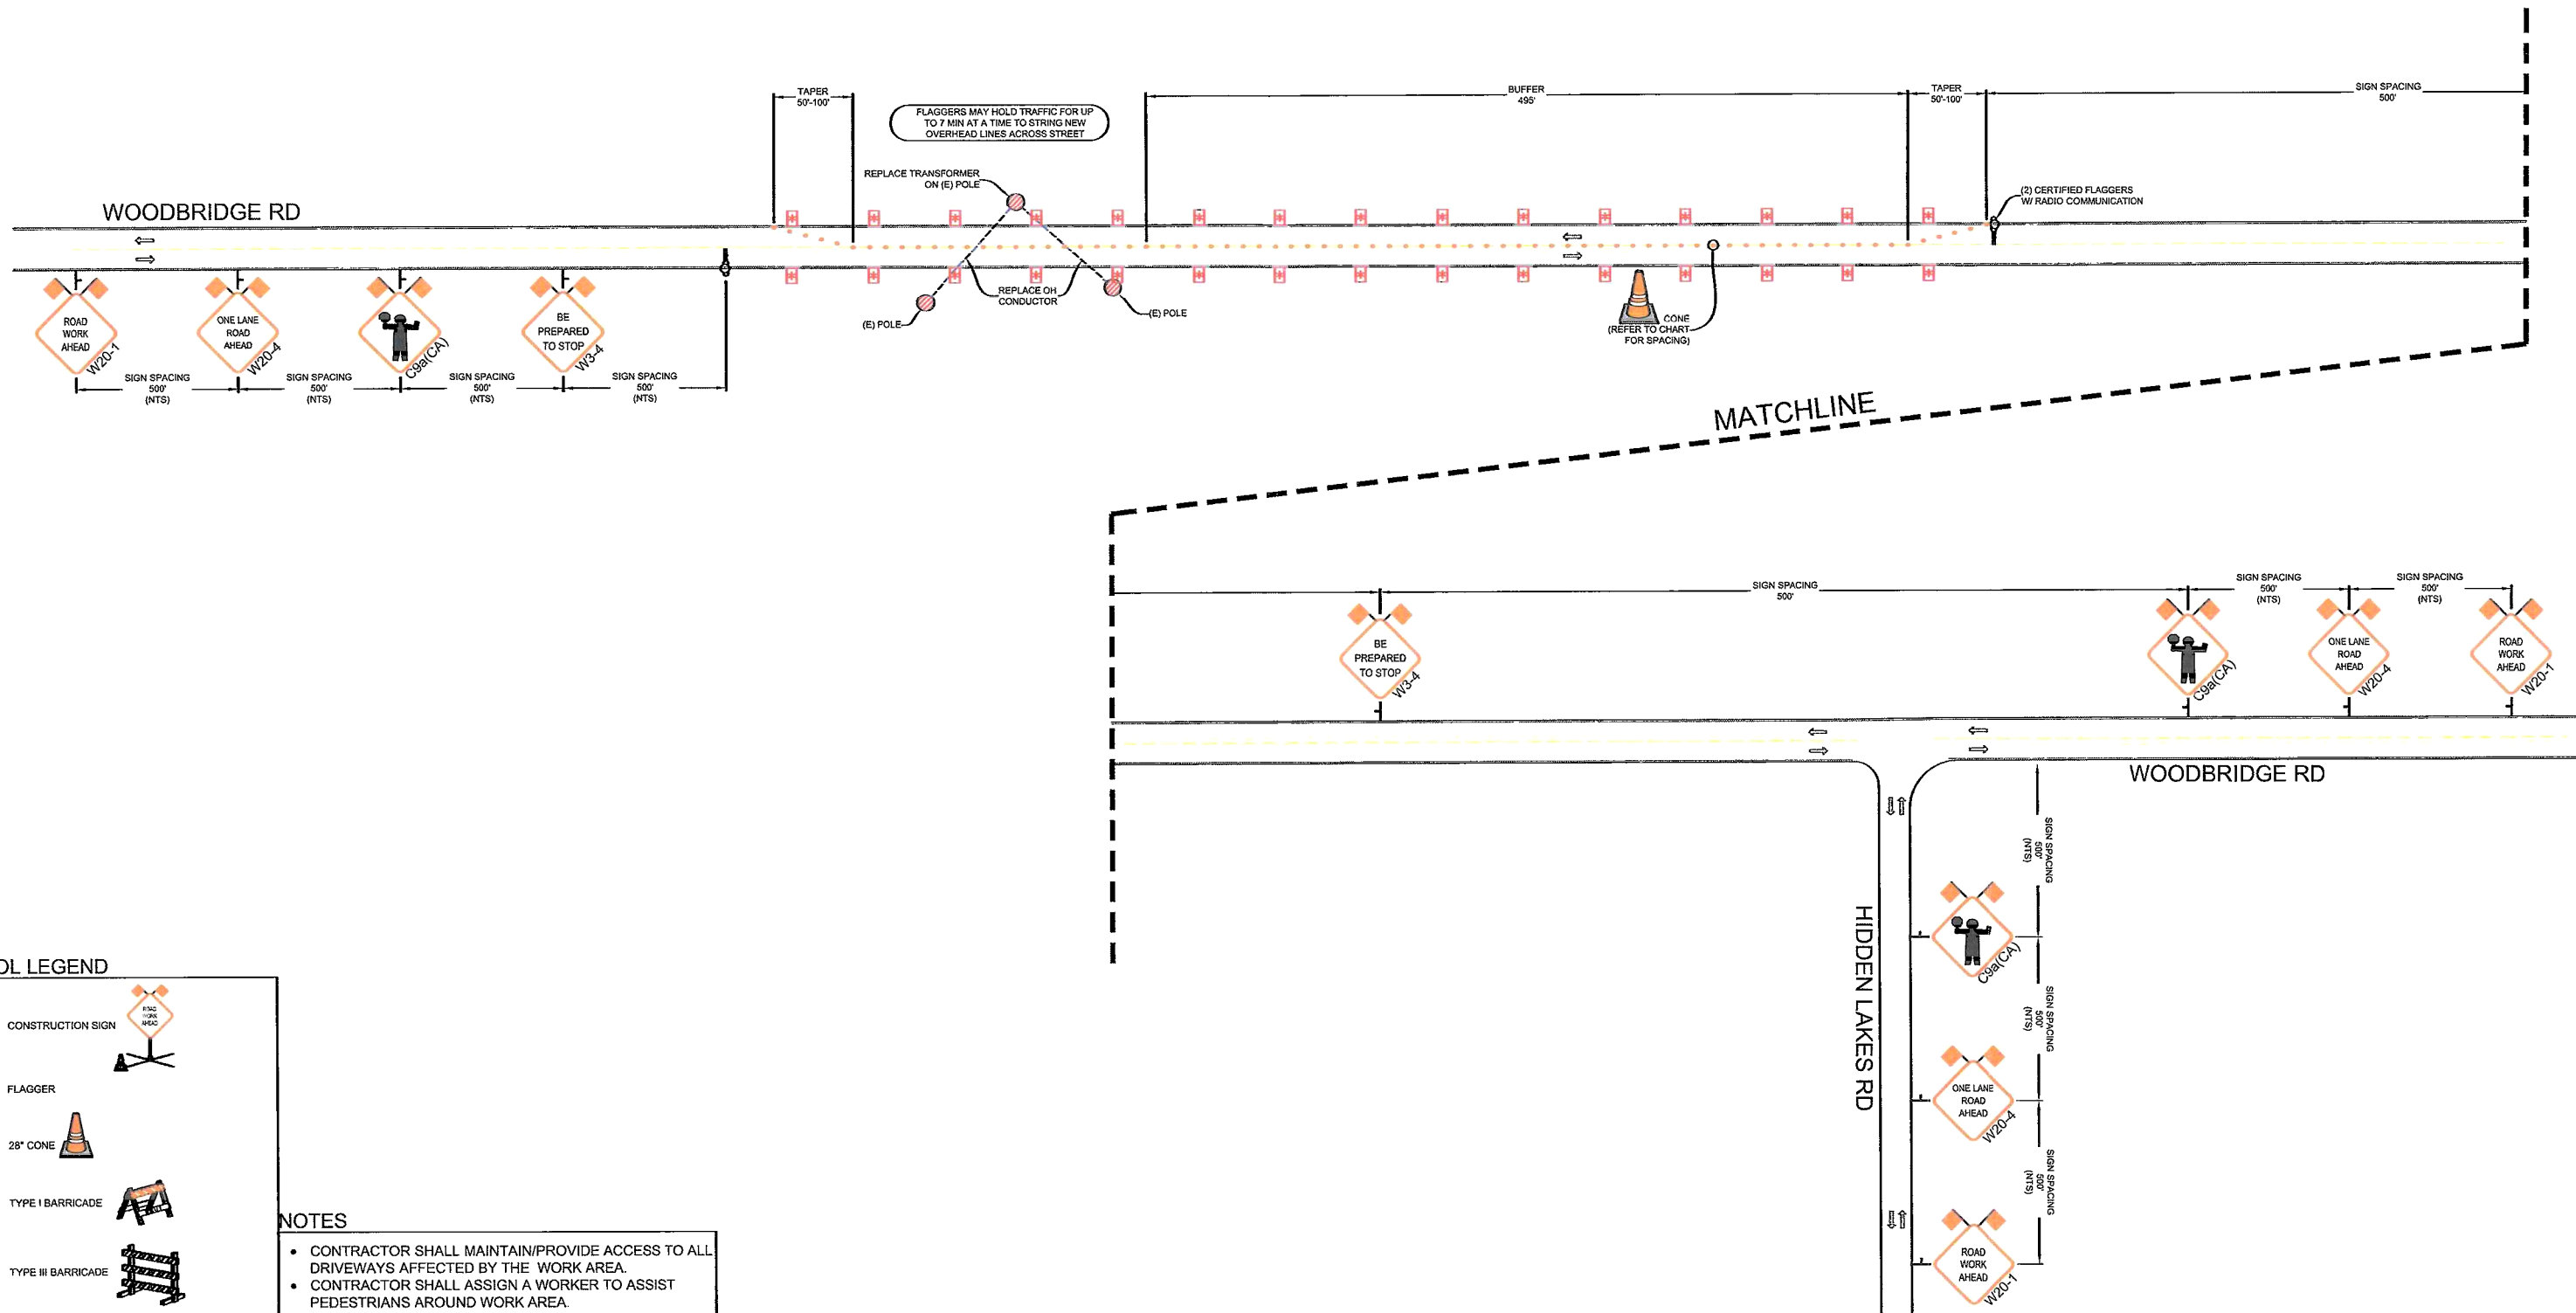 TAPER
50'-100'
FLAGGERS MAY HOLD TRAFFIC FOR UP
TO 7 MIN AT A TIME TO STRING NEW
OVERHEAD LINES ACROSS STREET
BUFFER
495'
TAPER
50'-100'
SIGN SPACING
500'
REPLACE TRANSFORMER
ON (E) POLE
(2) CERTIFIED FLAGGERS
W/ RADIO COMMUNICATION
WOODBRIDGE RD
ROAD
WORK
AHEAD
W20-1
ONE LANE
ROAD
AHEAD
W20-4
C9a(CA)
BE
PREPARED
TO STOP
W3-4
REPLACE OH
CONDUCTOR
(E) POLE
(E) POLE
CONE
(REFER TO CHART
FOR SPACING)
SIGN SPACING
500'
(NTS)
SIGN SPACING
500'
(NTS)
SIGN SPACING
500'
(NTS)
SIGN SPACING
500'
(NTS)
MATCHLINE
SIGN SPACING
500'
SIGN SPACING
500'
(NTS)
SIGN SPACING
500'
(NTS)
BE
PREPARED
TO STOP
W3-4
C9a(CA)
ONE LANE
ROAD
AHEAD
W20-4
ROAD
WORK
AHEAD
W20-1
WOODBRIDGE RD
SIGN SPACING
500'
(NTS)
C9a(CA)
HIDDEN LAKES RD
SIGN SPACING
500'
(NTS)
ONE LANE
ROAD
AHEAD
W20-4
SIGN SPACING
500'
(NTS)
ROAD
WORK
AHEAD
W20-1
OL LEGEND
CONSTRUCTION SIGN
ROAD
WORK
AHEAD
FLAGGER
28" CONE
TYPE I BARRICADE
TYPE III BARRICADE
NOTES
• CONTRACTOR SHALL MAINTAIN/PROVIDE ACCESS TO ALL
DRIVEWAYS AFFECTED BY THE WORK AREA.
• CONTRACTOR SHALL ASSIGN A WORKER TO ASSIST
PEDESTRIANS AROUND WORK AREA.